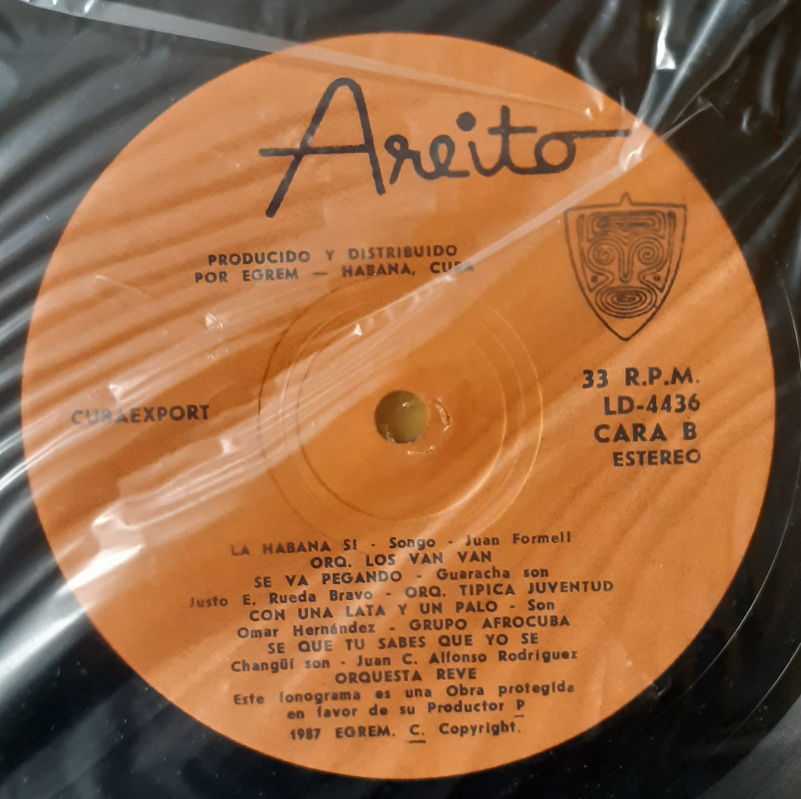 Areito
PRODUCIDO Y DISTRIBUIDO
POR EGREM — HABANA, CUBA
CUBAEXPORT
33 R.P.M.
LD-4436
CARA B
ESTEREO
LA HABANA SI - Songo - Juan Formell
ORQ. LOS VAN VAN
SE VA PEGANDO - Guaracha son
Justo E. Rueda Bravo - ORQ. TIPICA JUVENTUD
CON UNA LATA Y UN PALO - Son
Omar Hernández - GRUPO AFROCUBA
SE QUE TU SABES QUE YO SE
Changüí son - Juan C. Alfonso Rodríguez
ORQUESTA REVE
Este fonograma es una Obra protegida
en favor de su Productor P
1987 EGREM. C. Copyright.